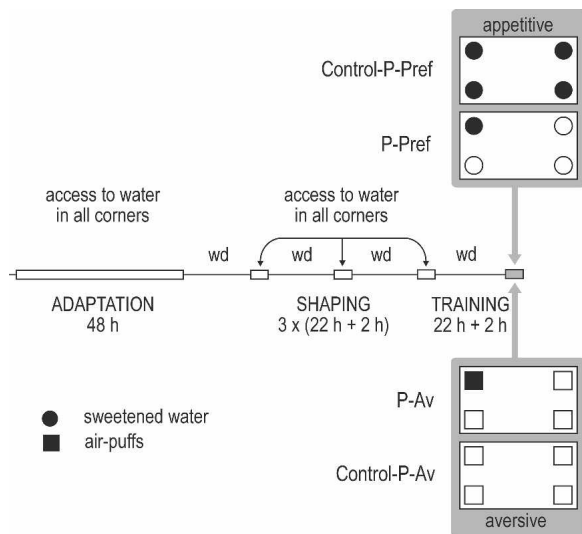 appetitive
Control-P-Pref
P-Pref
access to water
in all corners
access to water
in all corners
wd
wd
wd
wd
ADAPTATION
48 h
SHAPING
3 x (22 h + 2 h)
TRAINING
22 h + 2 h
P-Av
sweetened water
air-puffs
Control-P-Av
aversive